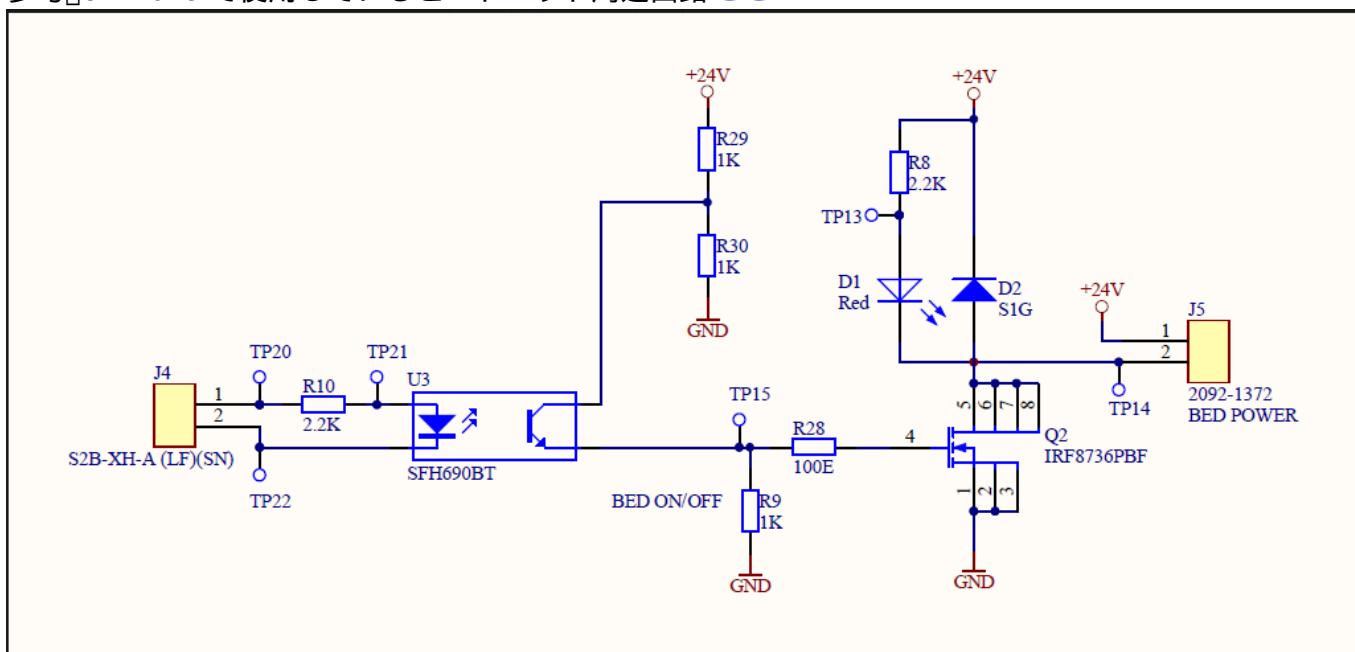 +24V
+24V
R29
1K
R8
2.2K
TP13
R30
1K
D1
Red
D2
S1G
+24V
J5
GND
1
2
TP20
TP21
J4
1
R10
U3
2
2.2K
TP15
TP14
2092-1372
BED POWER
5
6
7
8
R28
4
Q2
IRF8736PBF
S2B-XH-A (LF)(SN)
SFH690BT
100E
TP22
BED ON/OFF
R9
1K
1
2
3
GND
GND